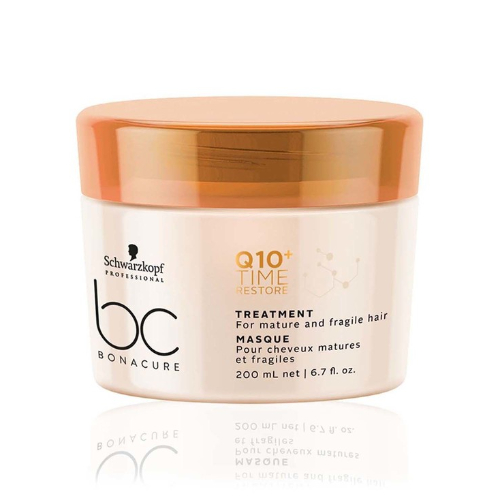 Schwarzkopf
PROFESSIONAL
bc
BONACURE
Q10+
TIME
RESTORE
TREATMENT
For mature and fragile hair
MASQUE
Pour cheveux matures
et fragiles
200 mL net | 6.7 fl. oz.